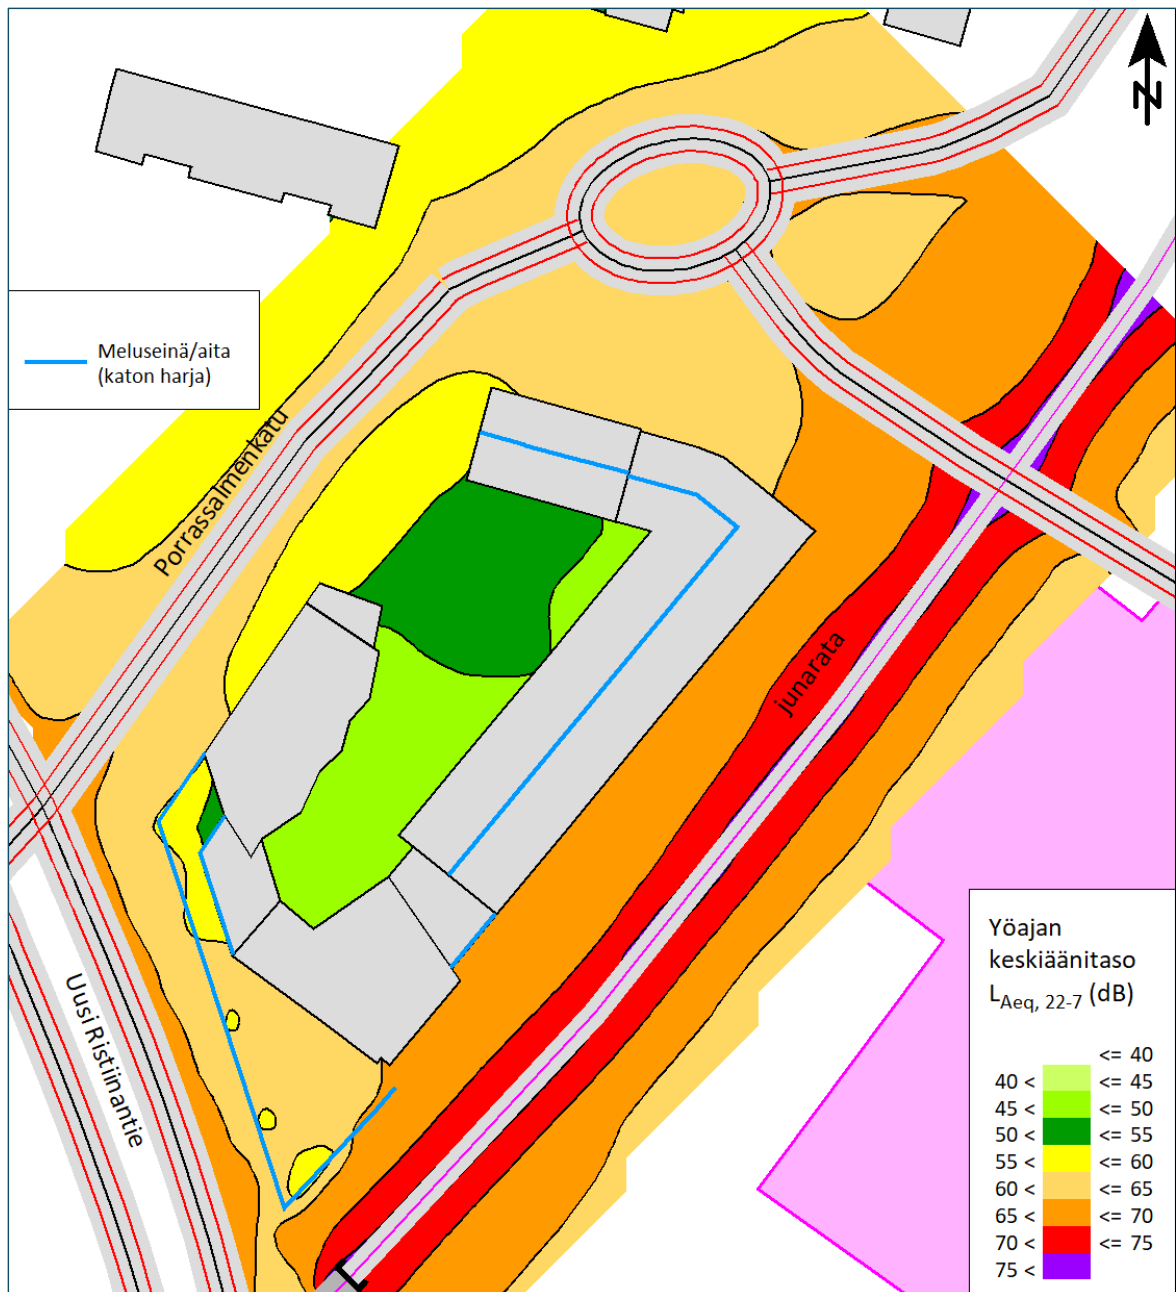 N
Meluseinä/aita
(katon harja)
Porrassalmenkatu
junarata
Uusi Ristiinantie
Yöajan
keskiäänitaso
LAeq, 22-7 (dB)
<= 40
40 < <= 45
45 < <= 50
50 < <= 55
55 < <= 60
60 < <= 65
65 < <= 70
70 < <= 75
75 <